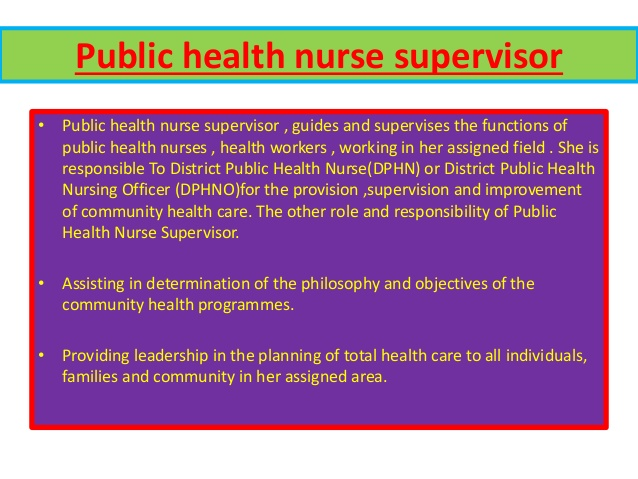 Public health nurse supervisor
• Public health nurse supervisor , guides and supervises the functions of
public health nurses , health workers , working in her assigned field . She is
responsible To District Public Health Nurse(DPHN) or District Public Health
Nursing Officer (DPHNO)for the provision ,supervision and improvement
of community health care. The other role and responsibility of Public
Health Nurse Supervisor.
• Assisting in determination of the philosophy and objectives of the
community health programmes.
• Providing leadership in the planning of total health care to all individuals,
families and community in her assigned area.